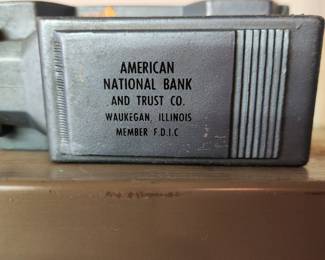 AMERICAN
NATIONAL BANK
AND TRUST CO.
WAUKEGAN, ILLINOIS
MEMBER F.D.I.C